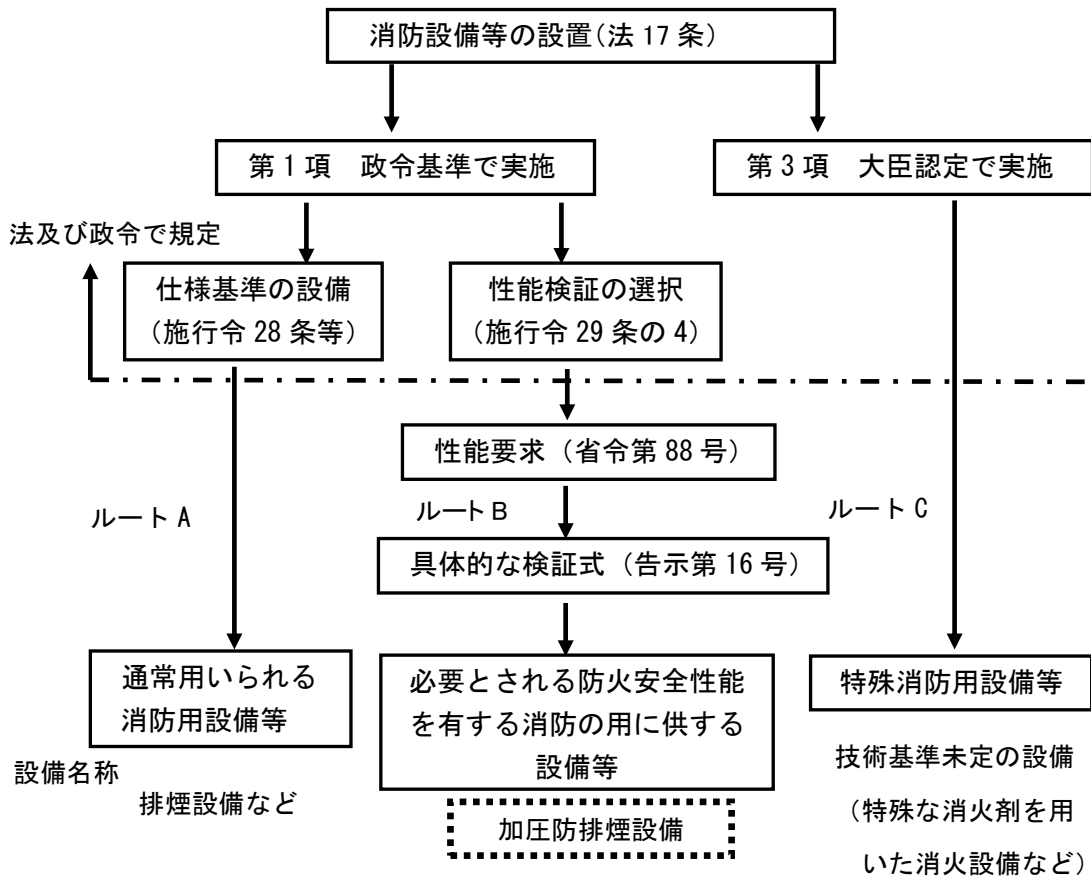 消防設備等の設置(法 17 条)
第 1 項　政令基準で実施
第 3 項　大臣認定で実施
法及び政令で規定
仕様基準の設備
（施行令 28 条等）
性能検証の選択
（施行令 29 条の 4）
性能要求（省令第 88 号）
ルート A
ルート B
ルート C
具体的な検証式（告示第 16 号）
通常用いられる
消防用設備等
必要とされる防火安全性能
を有する消防の用に供する
設備等
特殊消防用設備等
設備名称
排煙設備など
加圧防排煙設備
技術基準未定の設備
（特殊な消火剤を用
いた消火設備など）